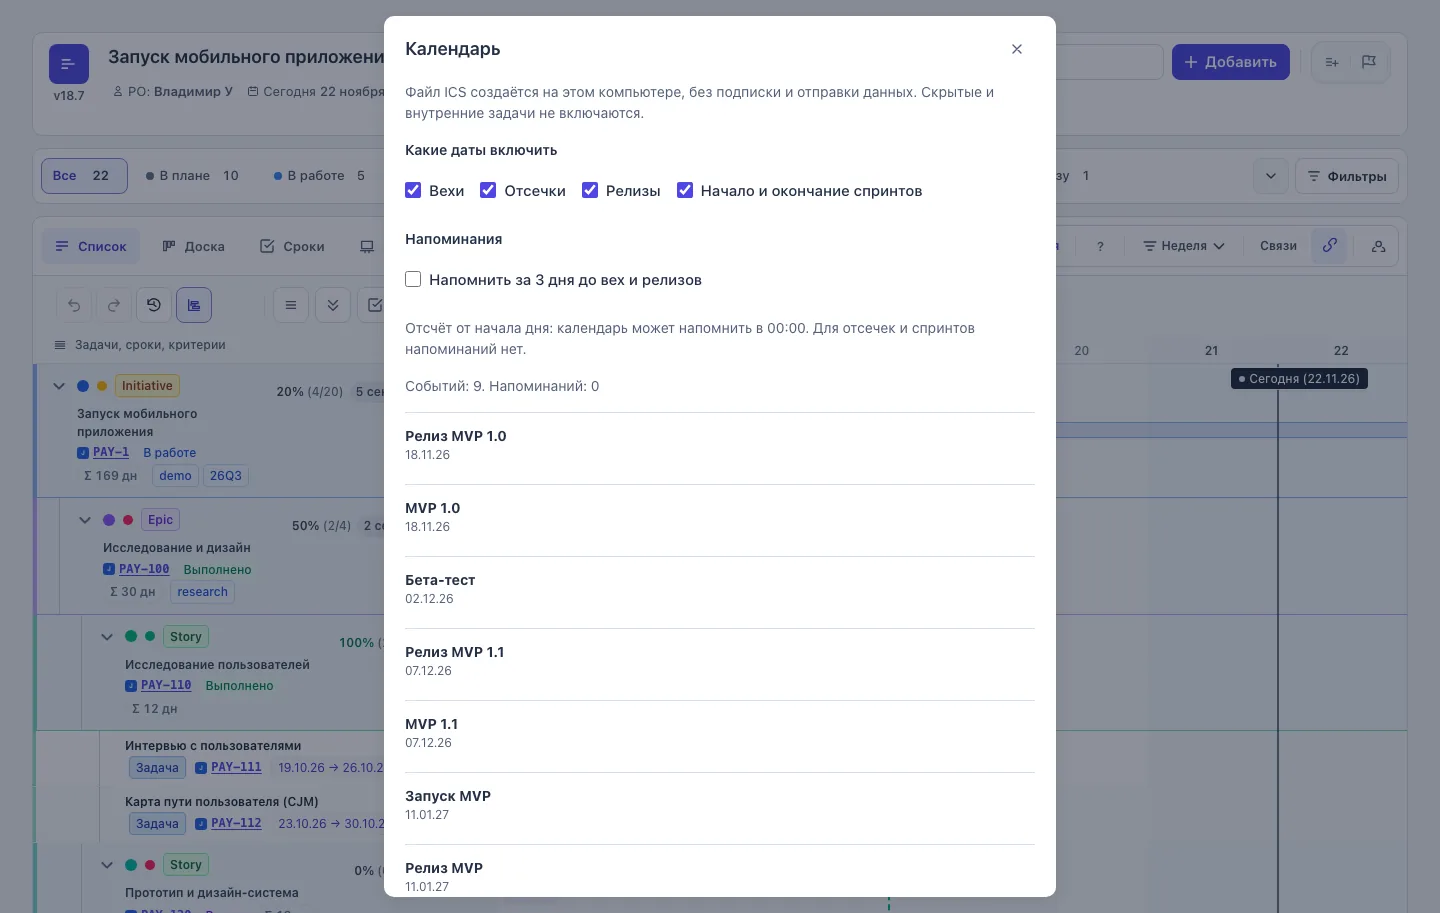 Запуск мобильного приложени
v18.7
PO: Владимир У
Сегодня 22 ноября
Добавить
Все 22
В плане 10
В работе 5
зу 1
Фильтры
Список
Доска
Сроки
я
?
Неделя
Связи
Задачи, сроки, критерии
20
21
22
Сегодня (22.11.26)
Initiative
20% (4/20)
5 сен
Запуск мобильного
приложения
PAY-1 В работе
Σ 169 дн demo 26Q3
Epic
50% (2/4)
2 се
Исследование и дизайн
PAY-100 Выполнено
Σ 30 дн research
Story
100%
Исследование пользователей
PAY-110 Выполнено
Σ 12 дн
Интервью с пользователями
Задача PAY-111 19.10.26 → 26.10.2
Карта пути пользователя (CJM)
Задача PAY-112 23.10.26 → 30.10.2
Story
0%
Прототип и дизайн-система
Календарь
Файл ICS создаётся на этом компьютере, без подписки и отправки данных. Скрытые и
внутренние задачи не включаются.
Какие даты включить
Вехи Отсечки Релизы Начало и окончание спринтов
Напоминания
Напомнить за 3 дня до вех и релизов
Отсчёт от начала дня: календарь может напомнить в 00:00. Для отсечек и спринтов
напоминаний нет.
Событий: 9. Напоминаний: 0
Релиз MVP 1.0
18.11.26
MVP 1.0
18.11.26
Бета-тест
02.12.26
Релиз MVP 1.1
07.12.26
MVP 1.1
07.12.26
Запуск MVP
11.01.27
Релиз MVP
11.01.27